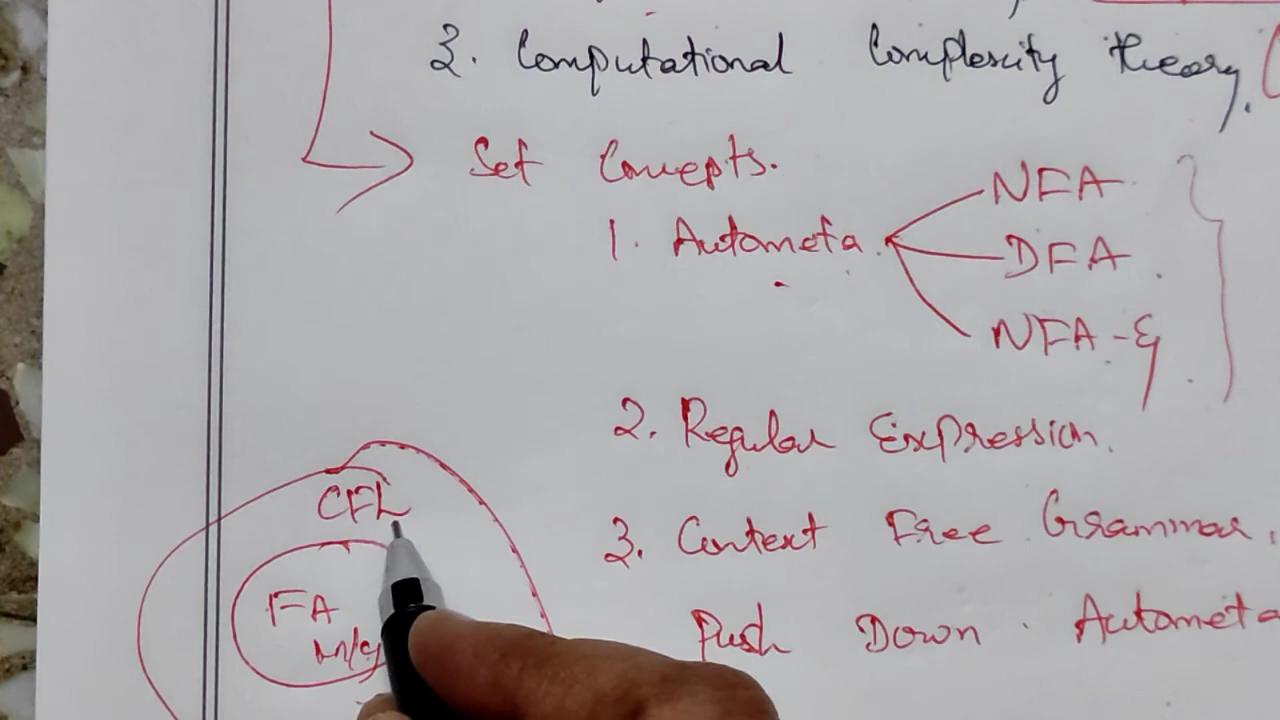 3. Computational Complexity theory.
Set Concepts.
1. Autometa
NFA
DFA
NFA-ε
2. Regular Expression.
3. Context Free Grammar.
Push Down Autometa
CFL
FA
m/g